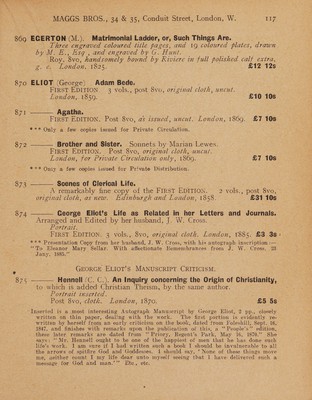 MAGGS BROS., 34 & 35, Conduit Street, London, W. 117
869 EGERTON (M.). Matrimonial Ladder, or, Such Things Are.
Three engraved coloured title pages, and 19 coloured plates, drawn
by M. E., Esq., and engraved by G. Hunt.
Roy. 8vo, handsomely bound by Riviere in full polished calf extra,
g. e. London, 1825. £12 12s
870 ELIOT (George). Adam Bede.
FIRST EDITION. 3 vols., post 8vo, original cloth, uncut.
London, 1859. £10 10s
871 ——— Agatha.
FIRST EDITION. Post 8vo, as issued, uncut. London, 1869. £7 10s
*** Only a few copies issued for Private Circulation.
872 ——— Brother and Sister. Sonnets by Marian Lewes.
FIRST EDITION. Post 8vo, original cloth, uncut.
London, for Private Circulation only, 1869. £7 10s
*** Only a few copies issued for Private Distribution.
873 ——— Scenes of Clerical Life.
A remarkably fine copy of the FIRST EDITION. 2 vols., post 8vo,
original cloth, as new. Edinburgh and London, 1858. £31 10s
874 ——— George Eliot's Life as Related in her Letters and Journals.
Arranged and Edited by her husband, J. W. Cross.
Portrait.
FIRST EDITION. 3 vols., 8vo, original cloth. London, 1885. £3 3s
*** Presentation Copy from her husband, J. W. Cross, with his autograph inscription:—
"To Eleanor Mary Sellar. With affectionate Remembrances from J. W. Cross, 23
Jany. 1885."
GEORGE ELIOT'S MANUSCRIPT CRITICISM.
875 ——— Hennell (C. C.) An Inquiry concerning the Origin of Christianity,
to which is added Christian Theism, by the same author.
Portrait inserted.
Post 8vo, cloth. London, 1870. £5 5s
Inserted is a most interesting Autograph Manuscript by George Eliot, 2 pp., closely
written on thin paper, dealing with the work. The first portion is evidently re-
written by herself from an early criticism on the book, dated from Foleshill, Sept. 16,
1847, and finishes with remarks upon the publication of this, a "People's" edition,
these later remarks are dated from "Priory, Regent's Park, May 19, 1870." She
says: "Mr. Hennell ought to be one of the happiest of men that he has done such
life's work. I am sure if I had written such a book I should be invulnerable to all
the arrows of spitfire God and Goddesses. I should say, 'None of these things move
me, neither count I my life dear unto myself seeing that I have delivered such a
message for God and man.'" Etc., etc.